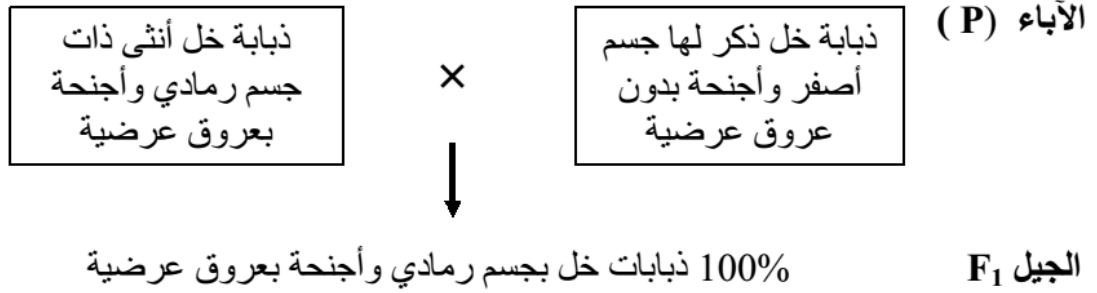 الآباء (P)
ذبابة خل ذكر لها جسم
أصفر وأجنحة بدون
عروق عرضية
×
ذبابة خل أنثى ذات
جسم رمادي وأجنحة
بعروق عرضية
الجيل F₁ 100% ذبابات خل بجسم رمادي وأجنحة بعروق عرضية